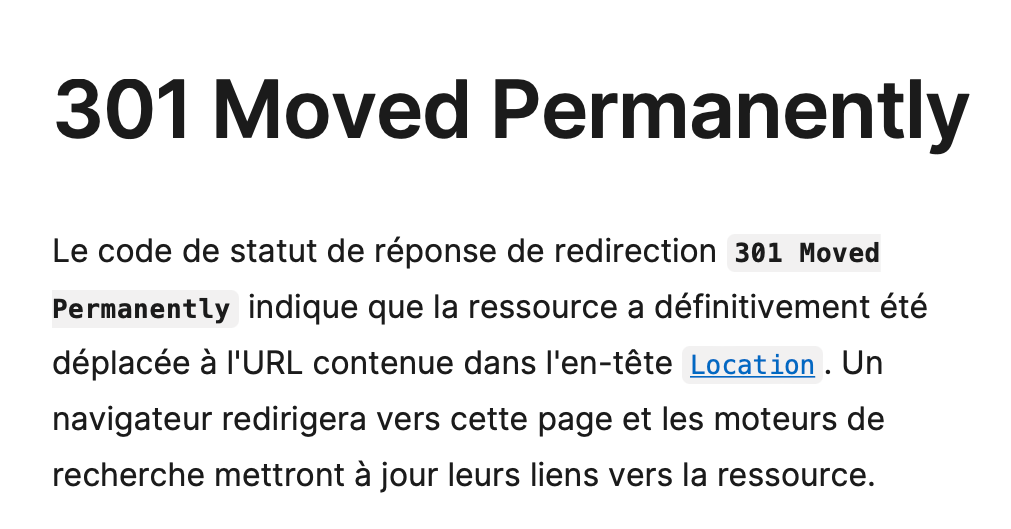 301 Moved Permanently
Le code de statut de réponse de redirection 301 Moved
Permanently indique que la ressource a définitivement été
déplacée à l'URL contenue dans l'en-tête Location. Un
navigateur redirigera vers cette page et les moteurs de
recherche mettront à jour leurs liens vers la ressource.